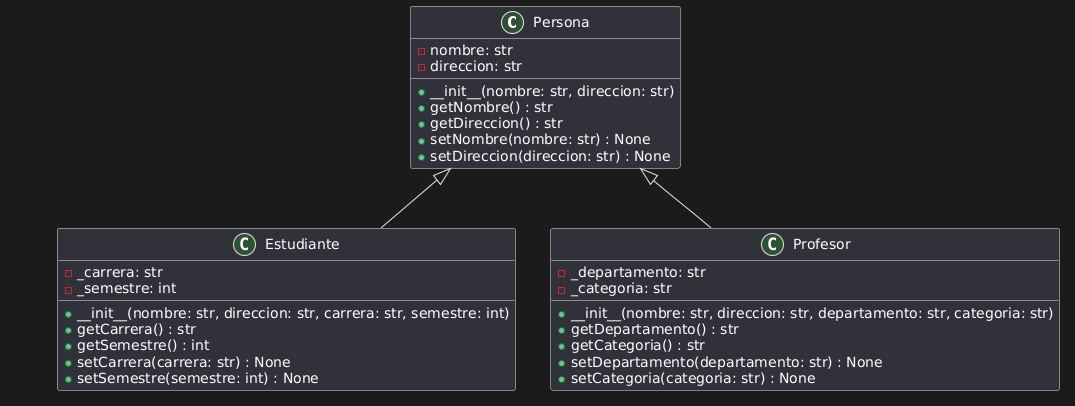 C Persona
nombre: str
direccion: str
__init__(nombre: str, direccion: str)
getNombre() : str
getDireccion() : str
setNombre(nombre: str) : None
setDireccion(direccion: str) : None
C Estudiante
_carrera: str
_semestre: int
__init__(nombre: str, direccion: str, carrera: str, semestre: int)
getCarrera() : str
getSemestre() : int
setCarrera(carrera: str) : None
setSemestre(semestre: int) : None
C Profesor
_departamento: str
_categoria: str
__init__(nombre: str, direccion: str, departamento: str, categoria: str)
getDepartamento() : str
getCategoria() : str
setDepartamento(departamento: str) : None
setCategoria(categoria: str) : None